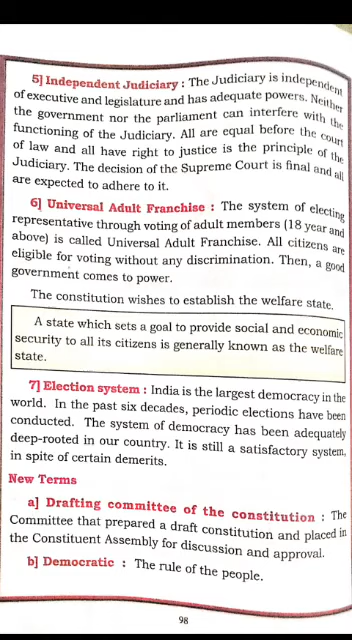 5] Independent Judiciary : The Judiciary is independent
of executive and legislature and has adequate powers. Neither
the government nor the parliament can interfere with the
functioning of the Judiciary. All are equal before the court
of law and all have right to justice is the principle of the
Judiciary. The decision of the Supreme Court is final and all
are expected to adhere to it.
6] Universal Adult Franchise : The system of electing
representative through voting of adult members (18 year and
above) is called Universal Adult Franchise. All citizens are
eligible for voting without any discrimination. Then, a good
government comes to power.
The constitution wishes to establish the welfare state.
A state which sets a goal to provide social and economic
security to all its citizens is generally known as the welfare
state.
7] Election system : India is the largest democracy in the
world. In the past six decades, periodic elections have been
conducted. The system of democracy has been adequately
deep-rooted in our country. It is still a satisfactory system,
in spite of certain demerits.
New Terms
a] Drafting committee of the constitution : The
Committee that prepared a draft constitution and placed in
the Constituent Assembly for discussion and approval.
b] Democratic : The rule of the people.
98